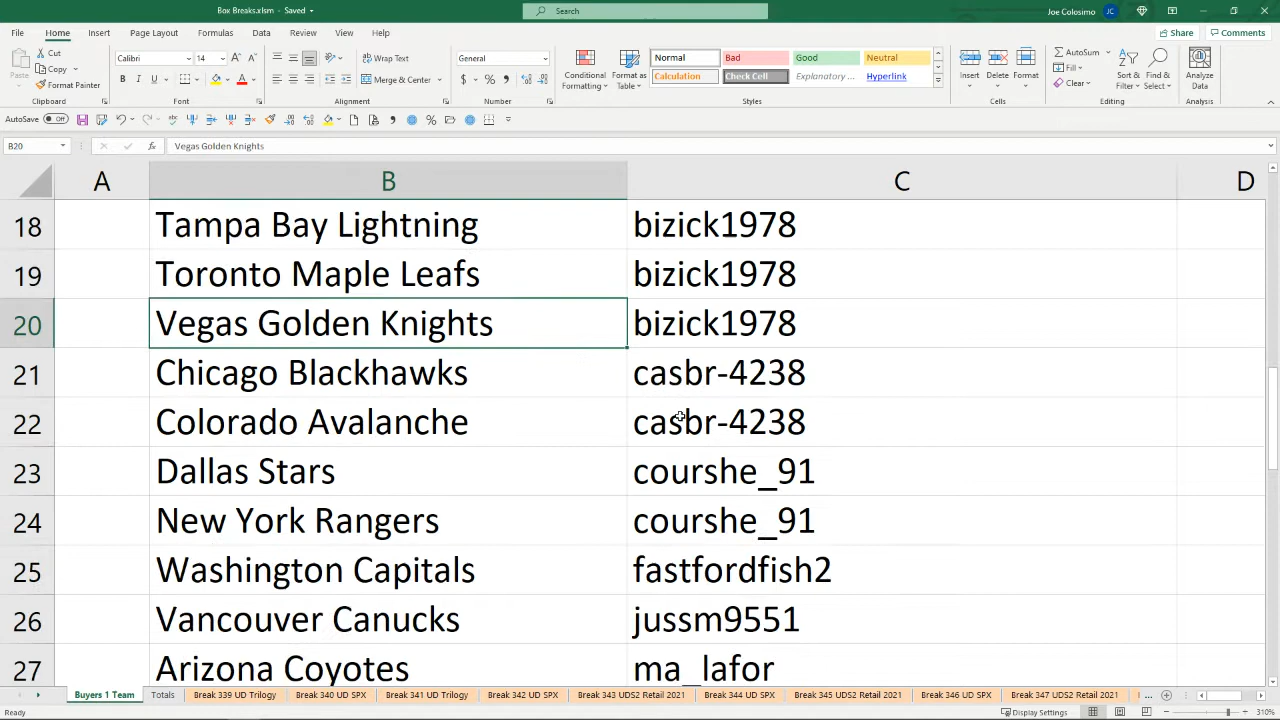 Box Breaks.xlsm - Saved
Search
Joe Colosimo JC
File Home Insert Page Layout Formulas Data Review View Help
Share Comments
Paste
Cut
Copy
Format Painter
Clipboard
Calibri 14
B I U
Font
Wrap Text
Merge & Center
Alignment
General
$ % ,
Number
Conditional Formatting
Format as Table
Normal Bad Good Neutral
Calculation Check Cell Explanatory ... Hyperlink
Styles
Insert Delete Format
Cells
AutoSum
Fill
Clear
Sort & Filter
Find & Select
Editing
Analyze Data
Analysis
AutoSave Off
B20 fx Vegas Golden Knights
A B C D
18 Tampa Bay Lightning bizick1978
19 Toronto Maple Leafs bizick1978
20 Vegas Golden Knights bizick1978
21 Chicago Blackhawks casbr-4238
22 Colorado Avalanche casbr-4238
23 Dallas Stars courshe_91
24 New York Rangers courshe_91
25 Washington Capitals fastfordfish2
26 Vancouver Canucks jussm9551
27 Arizona Coyotes ma_lafor
Buyers 1 Team Totals Break 339 UD Trilogy Break 340 UD SPX Break 341 UD Trilogy Break 342 UD SPX Break 343 UDS2 Retail 2021 Break 344 UD SPX Break 345 UDS2 Retail 2021 Break 346 UD SPX Break 347 UDS2 Retail 2021 ...
Ready
Display Settings
310%